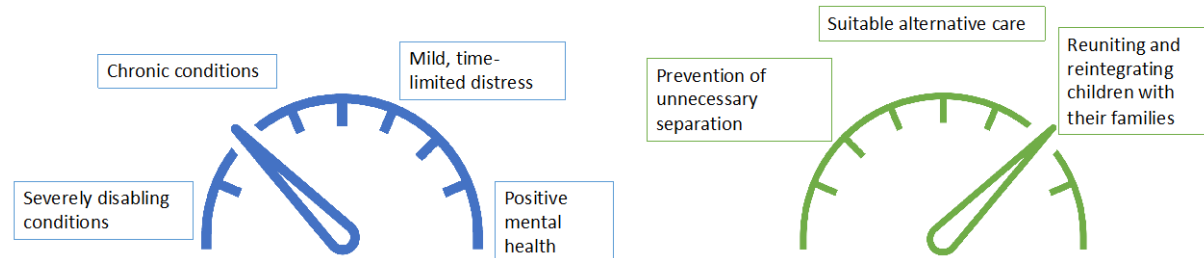 Chronic conditions
Mild, time-
limited distress
Severely disabling
conditions
Positive
mental
health
Suitable alternative care
Prevention of
unnecessary
separation
Reuniting and
reintegrating
children with
their families